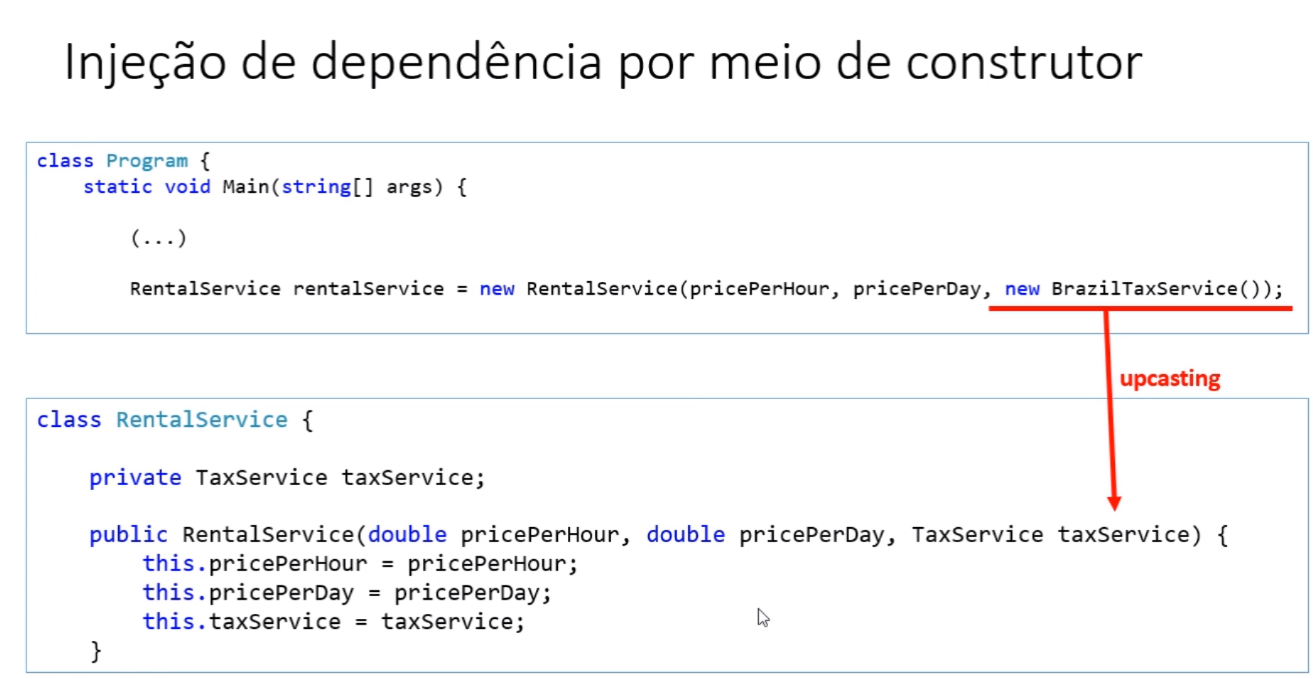 Injeção de dependência por meio de construtor
class Program {
static void Main(string[] args) {
(...)
RentalService rentalService = new RentalService(pricePerHour, pricePerDay, new BrazilTaxService());
upcasting
class RentalService {
private TaxService taxService;
public RentalService(double pricePerHour, double pricePerDay, TaxService taxService) {
this.pricePerHour = pricePerHour;
this.pricePerDay = pricePerDay;
this.taxService = taxService;
}